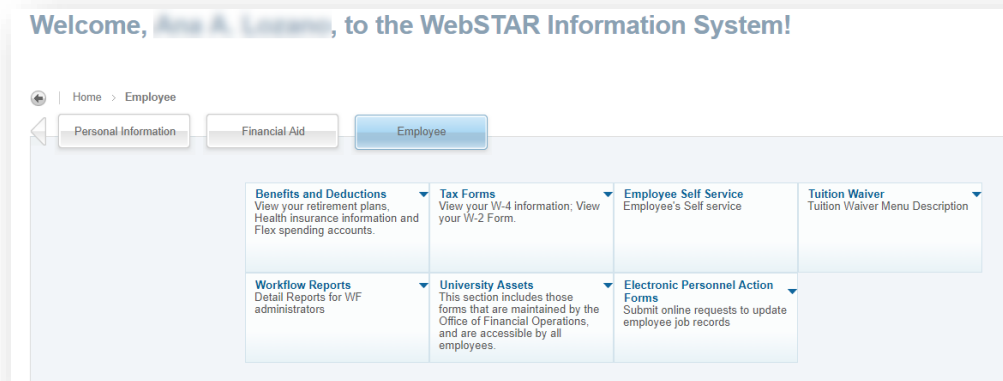 Welcome, , to the WebSTAR Information System!
Home > Employee
Personal Information
Financial Aid
Employee
Benefits and Deductions
View your retirement plans,
Health insurance information and
Flex spending accounts.
Tax Forms
View your W-4 information; View
your W-2 Form.
Employee Self Service
Employee's Self service
Tuition Waiver
Tuition Waiver Menu Description
Workflow Reports
Detail Reports for WF
administrators
University Assets
This section includes those
forms that are maintained by the
Office of Financial Operations,
and are accessible by all
employees.
Electronic Personnel Action
Forms
Submit online requests to update
employee job records